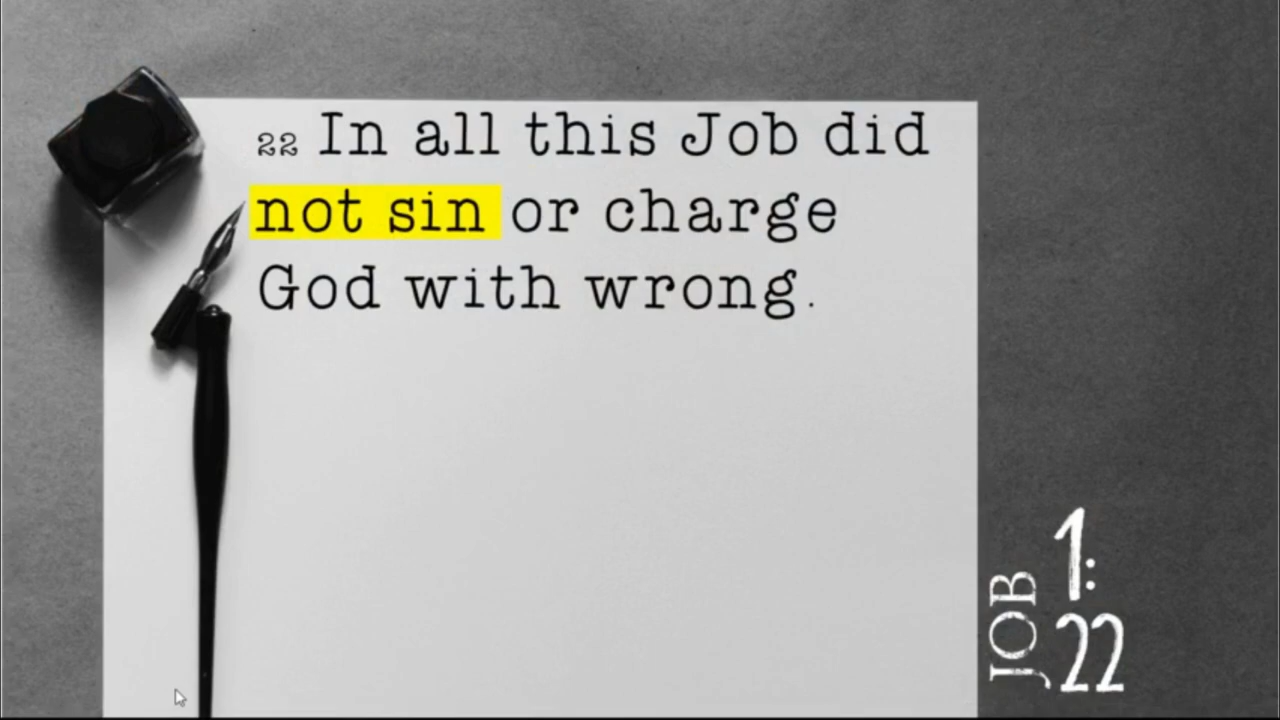 22 In all this Job did
not sin or charge
God with wrong.
JOB
1:
22